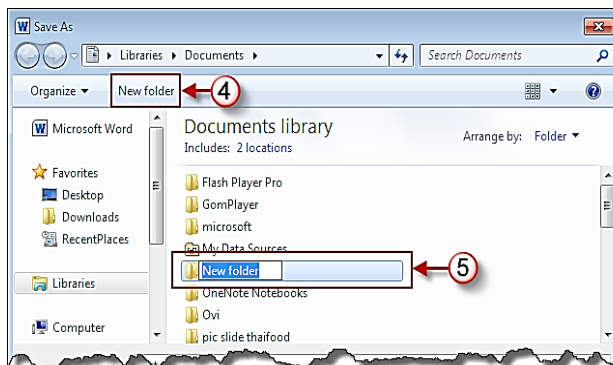 Save As
Libraries Documents Search Documents
Organize New folder 4
Microsoft Word
Favorites
Desktop
Downloads
RecentPlaces
Libraries
Computer
Documents library
Includes: 2 locations
Arrange by: Folder
Flash Player Pro
GomPlayer
microsoft
My Data Sources
New folder 5
OneNote Notebooks
Ovi
pic slide thaifood